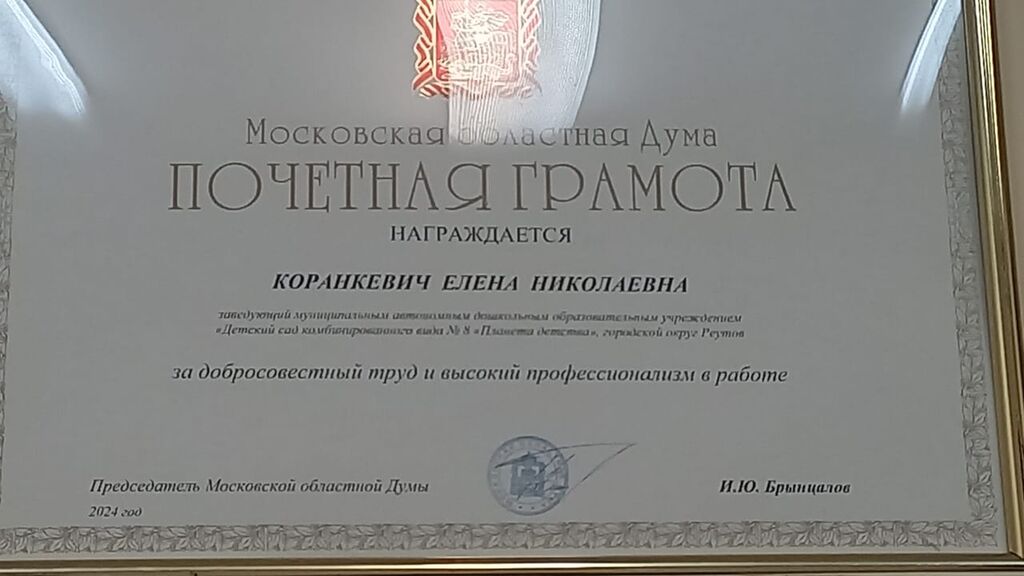 Московская областная Дума
ПОЧЕТНАЯ ГРАМОТА
НАГРАЖДАЕТСЯ
КОРАНКЕВИЧ ЕЛЕНА НИКОЛАЕВНА
заведующий муниципальным автономным дошкольным образовательным учреждением
«Детский сад комбинированного вида № 8 «Планета детства», городской округ Реутов
за добросовестный труд и высокий профессионализм в работе
Председатель Московской областной Думы
И.Ю. Брынцалов
2024 год